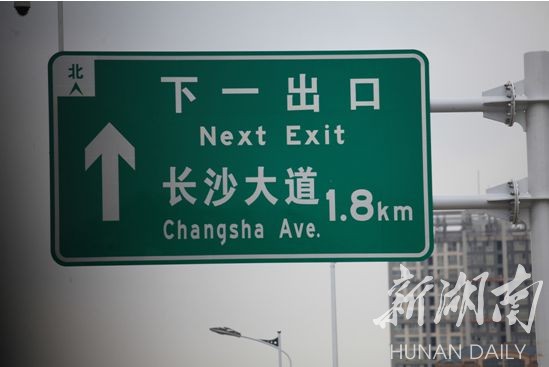 北
下一出口
Next Exit
长沙大道 1.8km
Changsha Ave.
新湖南
HUNAN DAILY